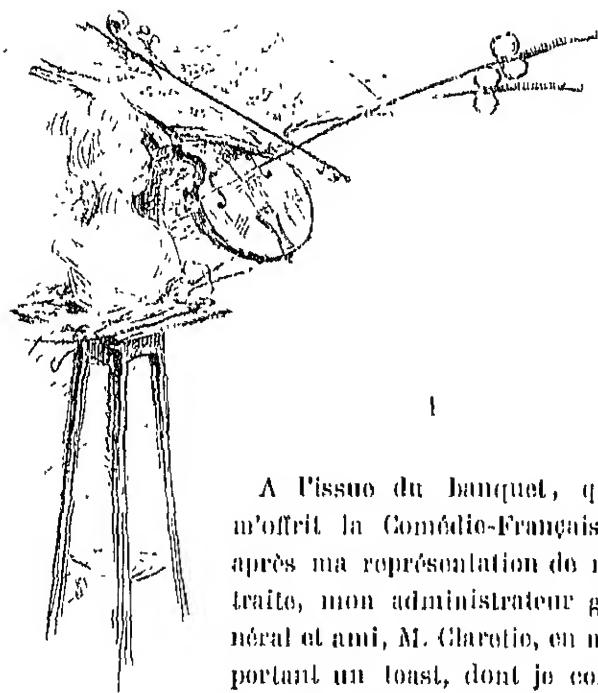 I
A l'issue du banquet, q
m'offrit la Comédie-Français
après ma représentation de r
traite, mon administrateur g
néral et ami, M. Claretie, en m
portant un toast, dont je co